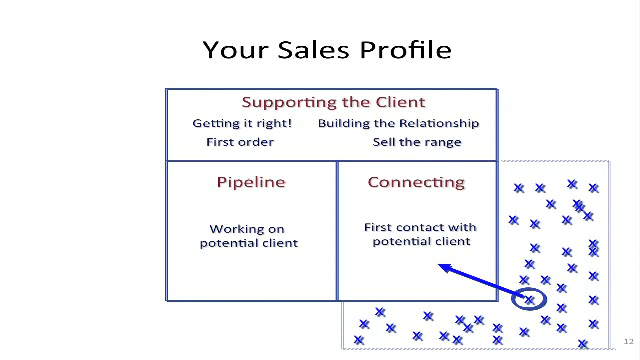 Your Sales Profile
Supporting the Client
Getting it right! Building the Relationship
First order Sell the range
Pipeline Connecting
Working on
potential client
First contact with
potential client
12